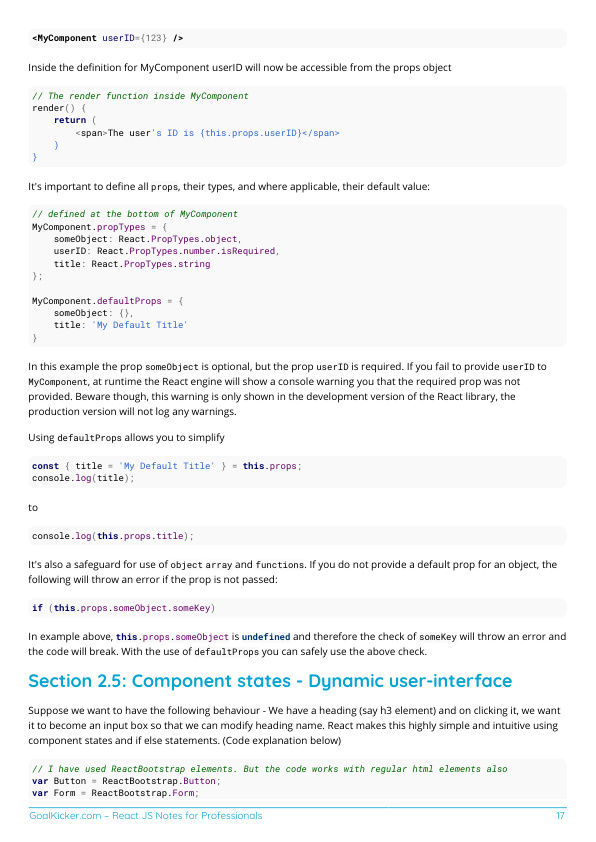 <MyComponent userID={123} />
Inside the definition for MyComponent userID will now be accessible from the props object
// The render function inside MyComponent
render() {
    return (
        <span>The user's ID is {this.props.userID}</span>
    )
}
It's important to define all props, their types, and where applicable, their default value:
// defined at the bottom of MyComponent
MyComponent.propTypes = {
    someObject: React.PropTypes.object,
    userID: React.PropTypes.number.isRequired,
    title: React.PropTypes.string
};
MyComponent.defaultProps = {
    someObject: {},
    title: 'My Default Title'
}
In this example the prop someObject is optional, but the prop userID is required. If you fail to provide userID to
MyComponent, at runtime the React engine will show a console warning you that the required prop was not
provided. Beware though, this warning is only shown in the development version of the React library, the
production version will not log any warnings.
Using defaultProps allows you to simplify
const { title = 'My Default Title' } = this.props;
console.log(title);
to
console.log(this.props.title);
It's also a safeguard for use of object array and functions. If you do not provide a default prop for an object, the
following will throw an error if the prop is not passed:
if (this.props.someObject.someKey)
In example above, this.props.someObject is undefined and therefore the check of someKey will throw an error and
the code will break. With the use of defaultProps you can safely use the above check.
Section 2.5: Component states - Dynamic user-interface
Suppose we want to have the following behaviour - We have a heading (say h3 element) and on clicking it, we want
it to become an input box so that we can modify heading name. React makes this highly simple and intuitive using
component states and if else statements. (Code explanation below)
// I have used ReactBootstrap elements. But the code works with regular html elements also
var Button = ReactBootstrap.Button;
var Form = ReactBootstrap.Form;
GoalKicker.com – React JS Notes for Professionals 17